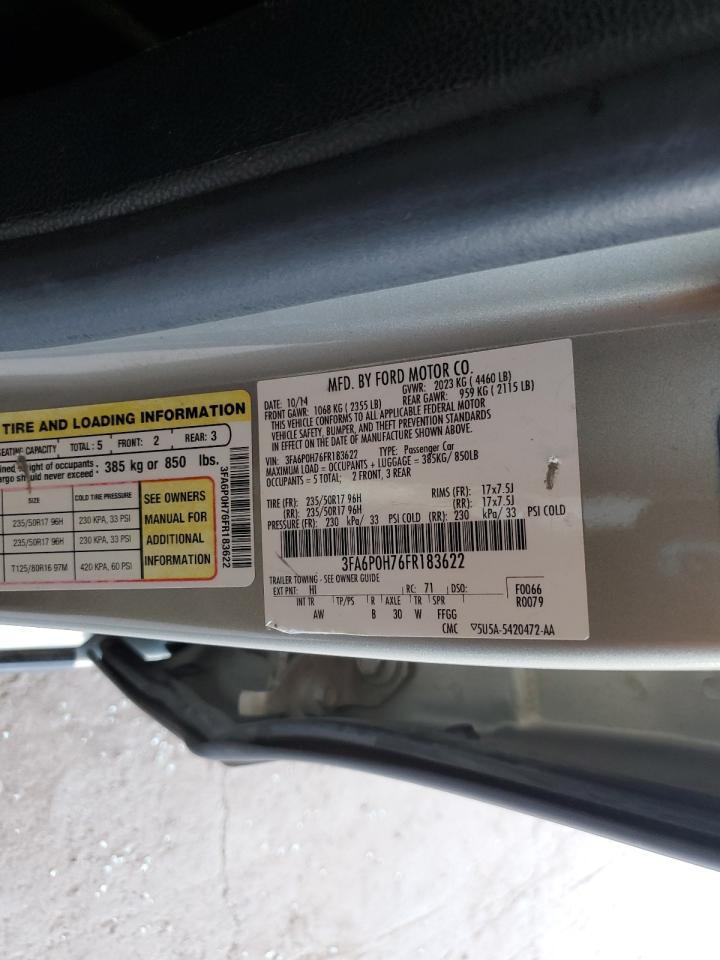 TIRE AND LOADING INFORMATION
SEATING CAPACITY TOTAL : 5 FRONT: 2 REAR: 3
of occupants
should never exceed 385 kg or 850 lbs.
SIZE COLD TIRE PRESSURE
235/50R17 96H 230 KPA, 33 PSI
235/50R17 96H 230 KPA, 33 PSI
T125/80R16 97M 420 KPA, 60 PSI
SEE OWNERS
MANUAL FOR
ADDITIONAL
INFORMATION
3FA6P0H76FR183622
MFD. BY FORD MOTOR CO.
DATE: 10/14 GVWR: 2023 KG ( 4460 LB)
FRONT GAWR: 1068 KG ( 2355 LB) REAR GAWR: 959 KG ( 2115 LB)
THIS VEHICLE CONFORMS TO ALL APPLICABLE FEDERAL MOTOR
VEHICLE SAFETY, BUMPER, AND THEFT PREVENTION STANDARDS
IN EFFECT ON THE DATE OF MANUFACTURE SHOWN ABOVE.
VIN: 3FA6P0H76FR183622 TYPE: Passenger Car
MAXIMUM LOAD = OCCUPANTS + LUGGAGE = 385KG/ 850LB
OCCUPANTS = 5 TOTAL; 2 FRONT, 3 REAR
TIRE (FR): 235/50R17 96H RIMS (FR): 17x7.5J
(RR): 235/50R17 96H (RR): 17x7.5J
PRESSURE (FR): 230 kPa/ 33 PSI COLD (RR): 230 kPa/ 33 PSI COLD
3FA6P0H76FR183622
TRAILER TOWING - SEE OWNER GUIDE
EXT PNT: HI RC: 71 DSO: F0066
INT TR TP/PS R AXLE TR SPR R0079
AW B 30 W FFGG
CMC ▽5U5A-5420472-AA